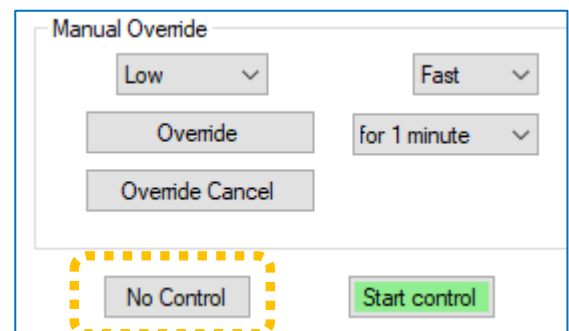 Manual Override
Low Fast
Override for 1 minute
Override Cancel
No Control Start control